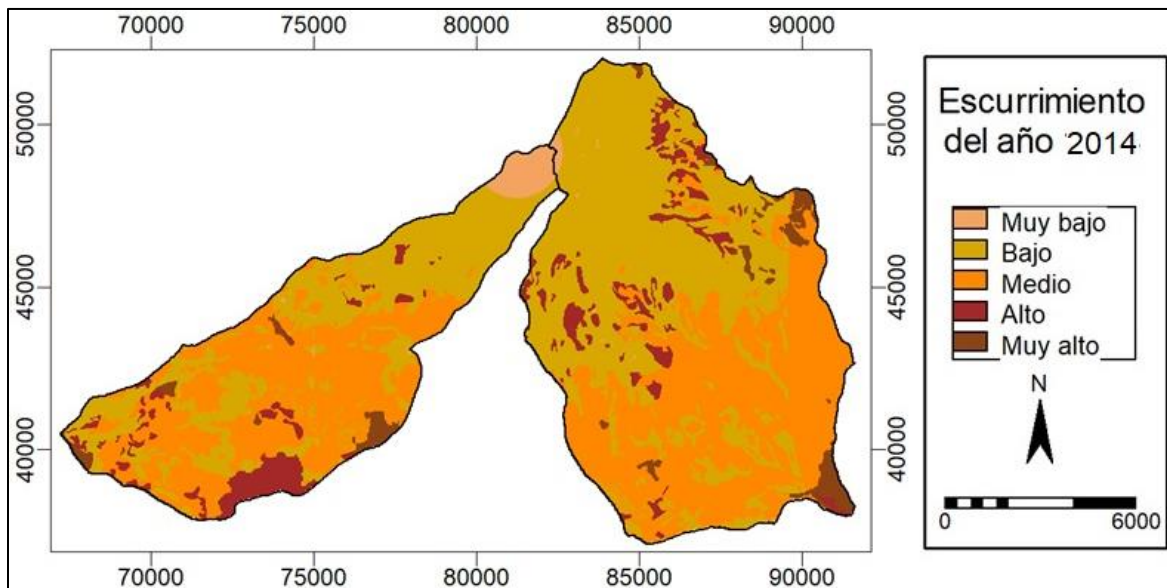 70000 75000 80000 85000 90000
50000 50000
45000 45000
40000 40000
70000 75000 80000 85000 90000
Escurrimiento
del año 2014
Muy bajo
Bajo
Medio
Alto
Muy alto
N
0 6000